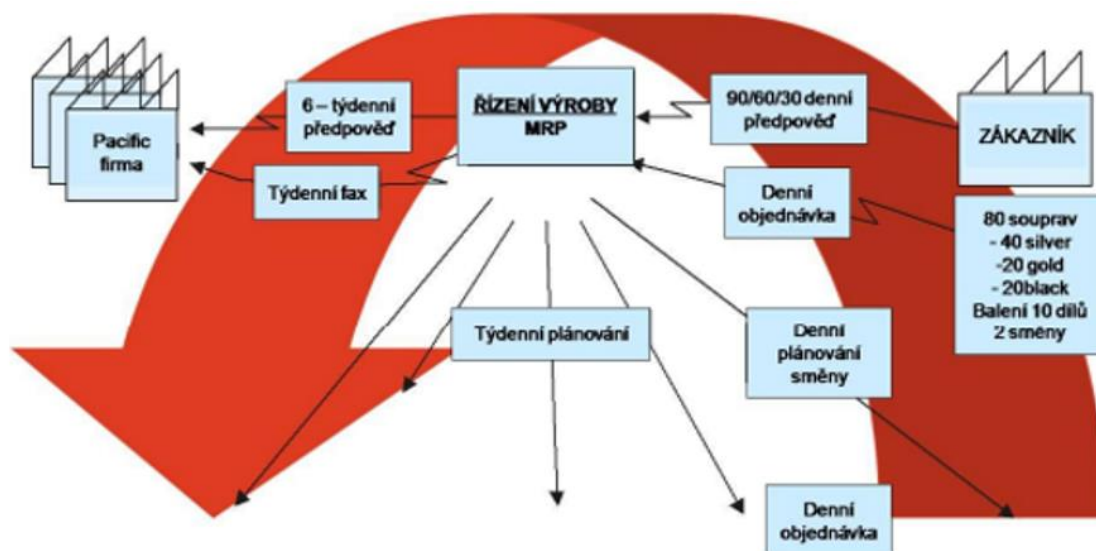 Pacific
firma
6 – týdenní
předpověď
Týdenní fax
ŘÍZENÍ VÝROBY
MRP
90/60/30 denní
předpověď
Denní
objednávka
ZÁKAZNÍK
80 souprav
- 40 silver
-20 gold
- 20black
Balení 10 dílů
2 směny
Týdenní plánování
Denní
plánování
směny
Denní
objednávka